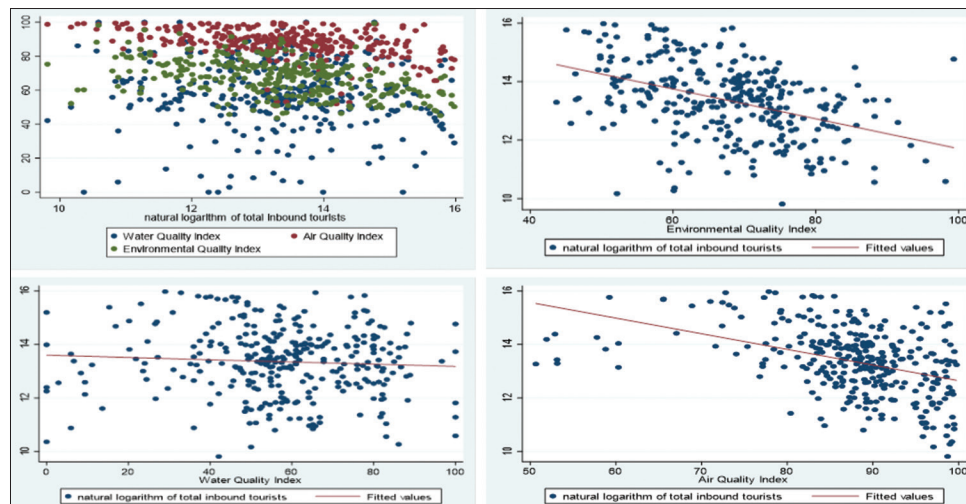 100
80
60
40
20
0
10
12
14
16
natural logarithm of total Inbound tourists
Water Quality Index
Air Quality Index
Environmental Quality Index
16
14
12
10
40
60
80
100
Environmental Quality Index
natural logarithm of total inbound tourists
Fitted values
16
14
12
10
0
20
40
60
80
100
Water Quality Index
natural logarithm of total inbound tourists
Fitted values
16
14
12
10
50
60
70
80
90
100
Air Quality Index
natural logarithm of total inbound tourists
Fitted values